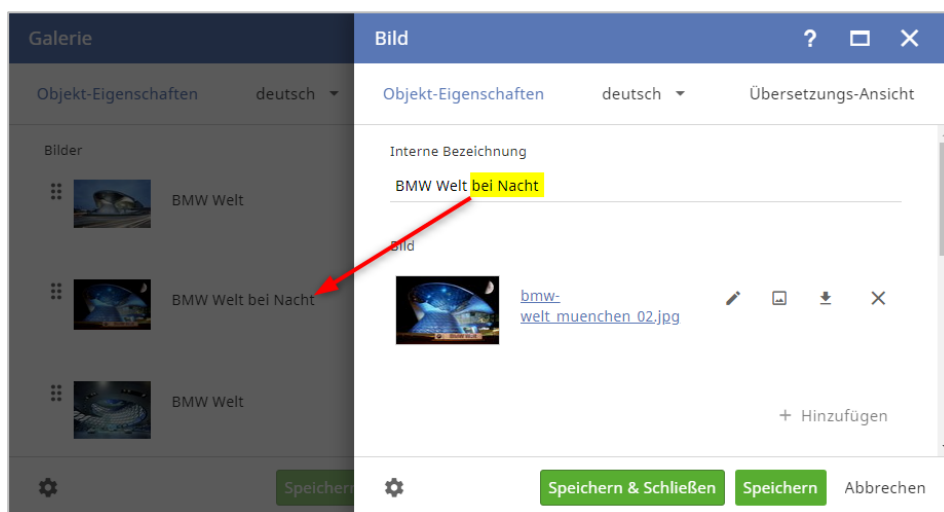 Galerie
Objekt-Eigenschaften deutsch
Bilder
BMW Welt
BMW Welt bei Nacht
BMW Welt
Speichern
Bild
Objekt-Eigenschaften deutsch Übersetzungs-Ansicht
Interne Bezeichnung
BMW Welt bei Nacht
Bild
bmw-
welt_muenchen_02.jpg
+ Hinzufügen
Speichern & Schließen Speichern Abbrechen